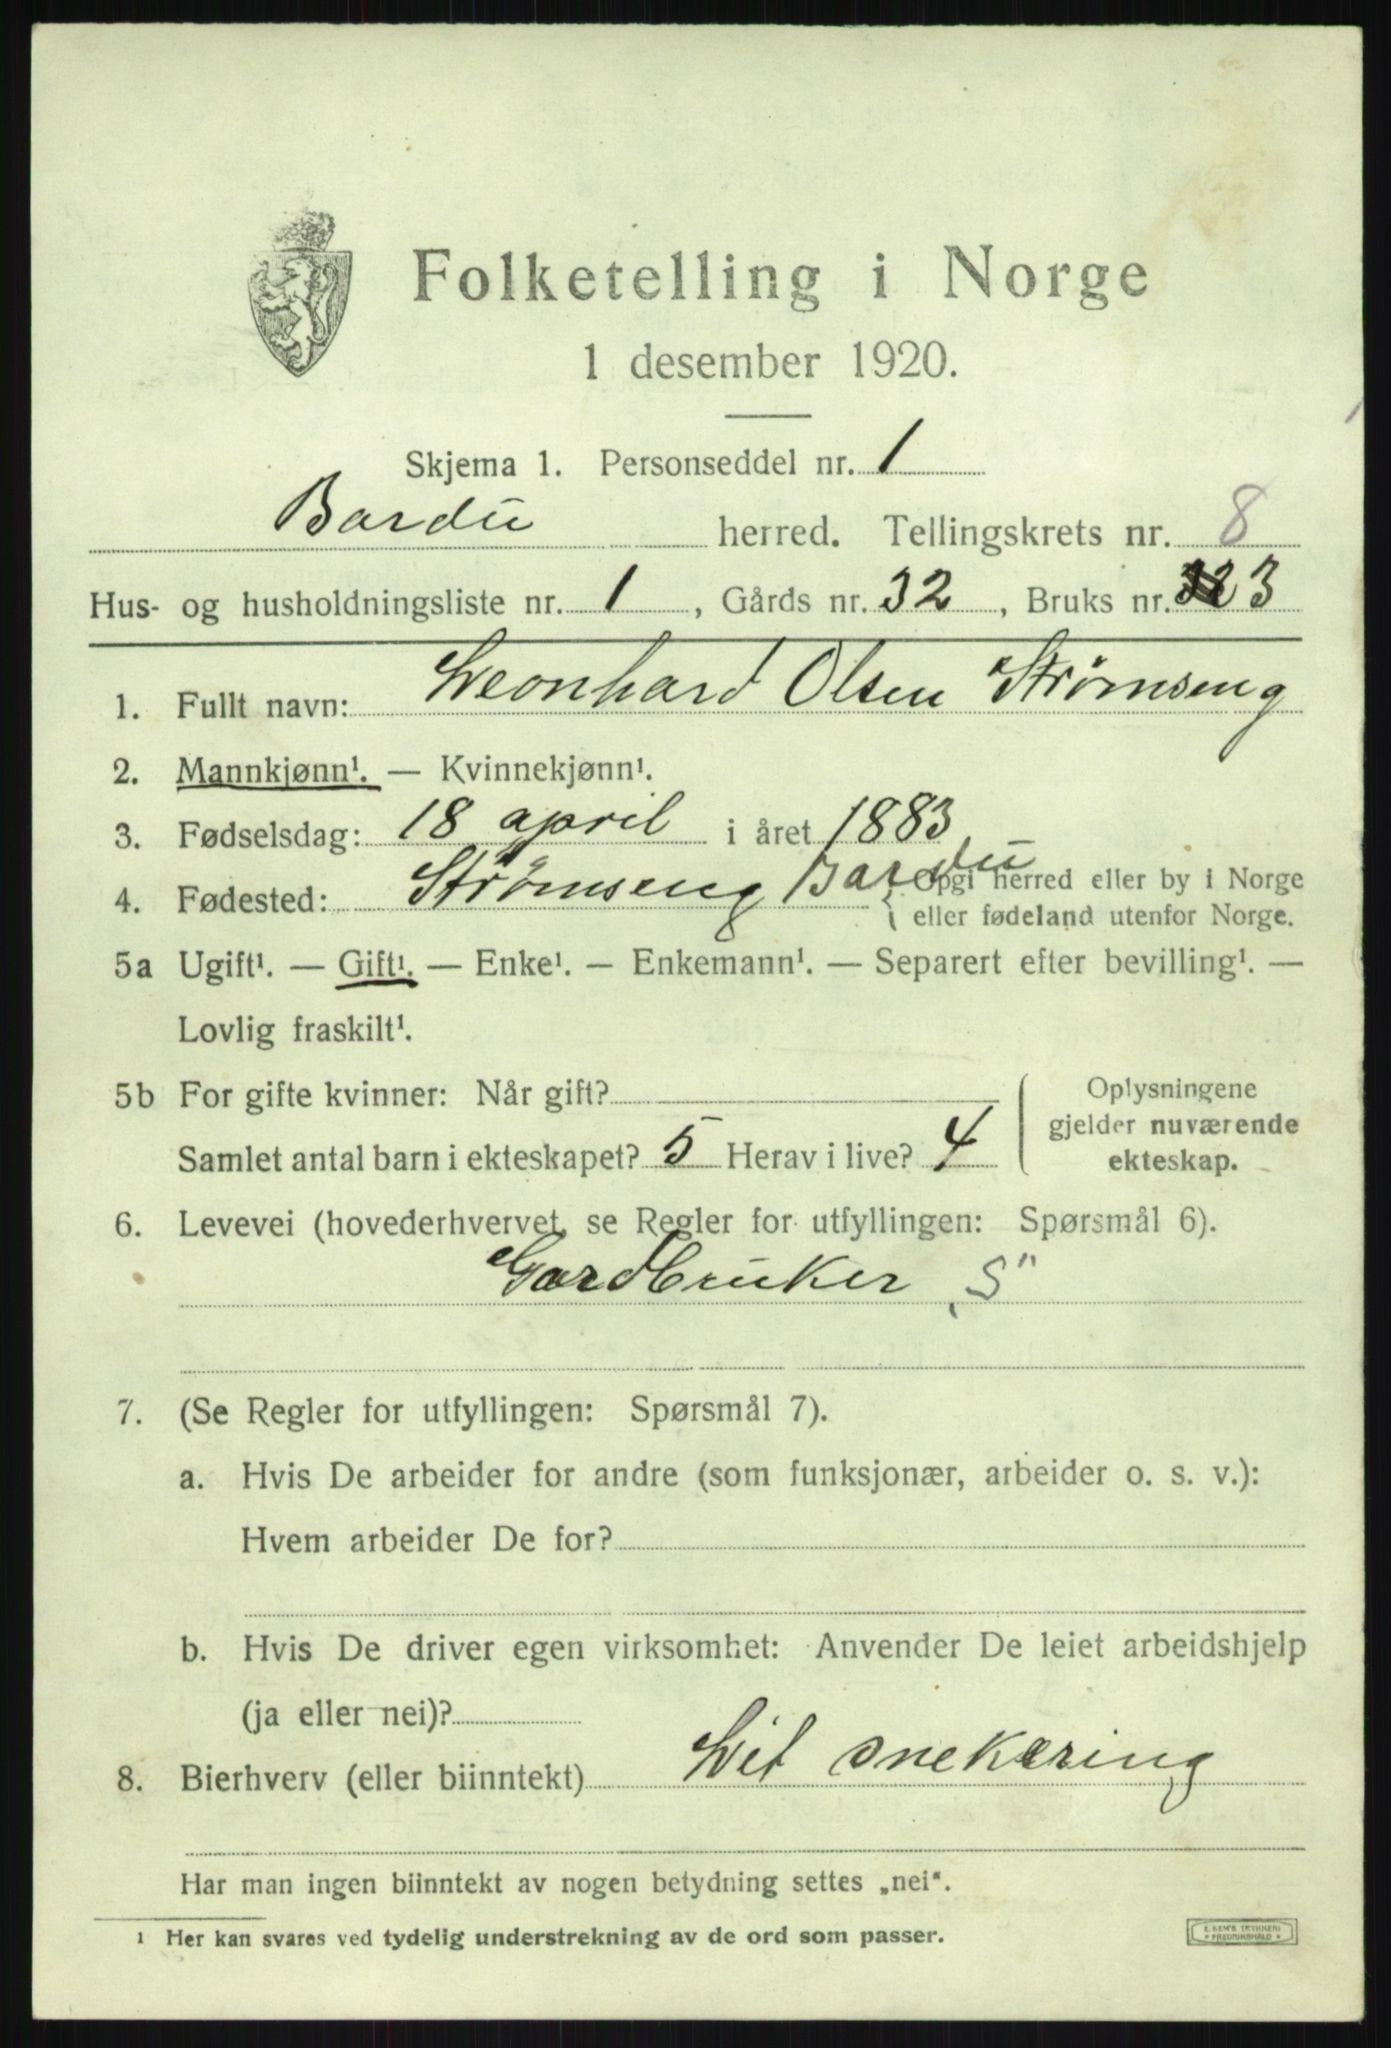 Folketelling i Norge
1 desember 1920.
Skjema 1. Personseddel nr. 1
Bardu herred. Tellingskrets nr. 8
Hus- og husholdningsliste nr. 1, Gårds nr. 32, Bruks nr. 3
1. Fullt navn: Leonhard Olsen Strømseng
2. Mannkjønn¹. — Kvinnekjønn¹.
3. Fødselsdag: 18 april i året 1883
4. Fødested: Strømseng Bardu { Opgi herred eller by i Norge
eller fødeland utenfor Norge.
5a Ugift¹. — Gift¹. — Enke¹. — Enkemann¹. — Separert efter bevilling¹. —
Lovlig fraskilt¹.
5b For gifte kvinner: Når gift?
Samlet antal barn i ekteskapet? 5 Herav i live? 4
Oplysningene
gjelder nuværende
ekteskap.
6. Levevei (hovederhvervet, se Regler for utfyllingen: Spørsmål 6).
Gardbruker „S"
7. (Se Regler for utfyllingen: Spørsmål 7).
a. Hvis De arbeider for andre (som funksjonær, arbeider o. s. v.):
Hvem arbeider De for?
b. Hvis De driver egen virksomhet: Anvender De leiet arbeidshjelp
(ja eller nei)?
8. Bierhverv (eller biinntekt) Lit snekæring
Har man ingen biinntekt av nogen betydning settes „nei“.
¹ Her kan svares ved tydelig understrekning av de ord som passer.
E. SEM'S TRYKKERI
FREDRIKSHALD